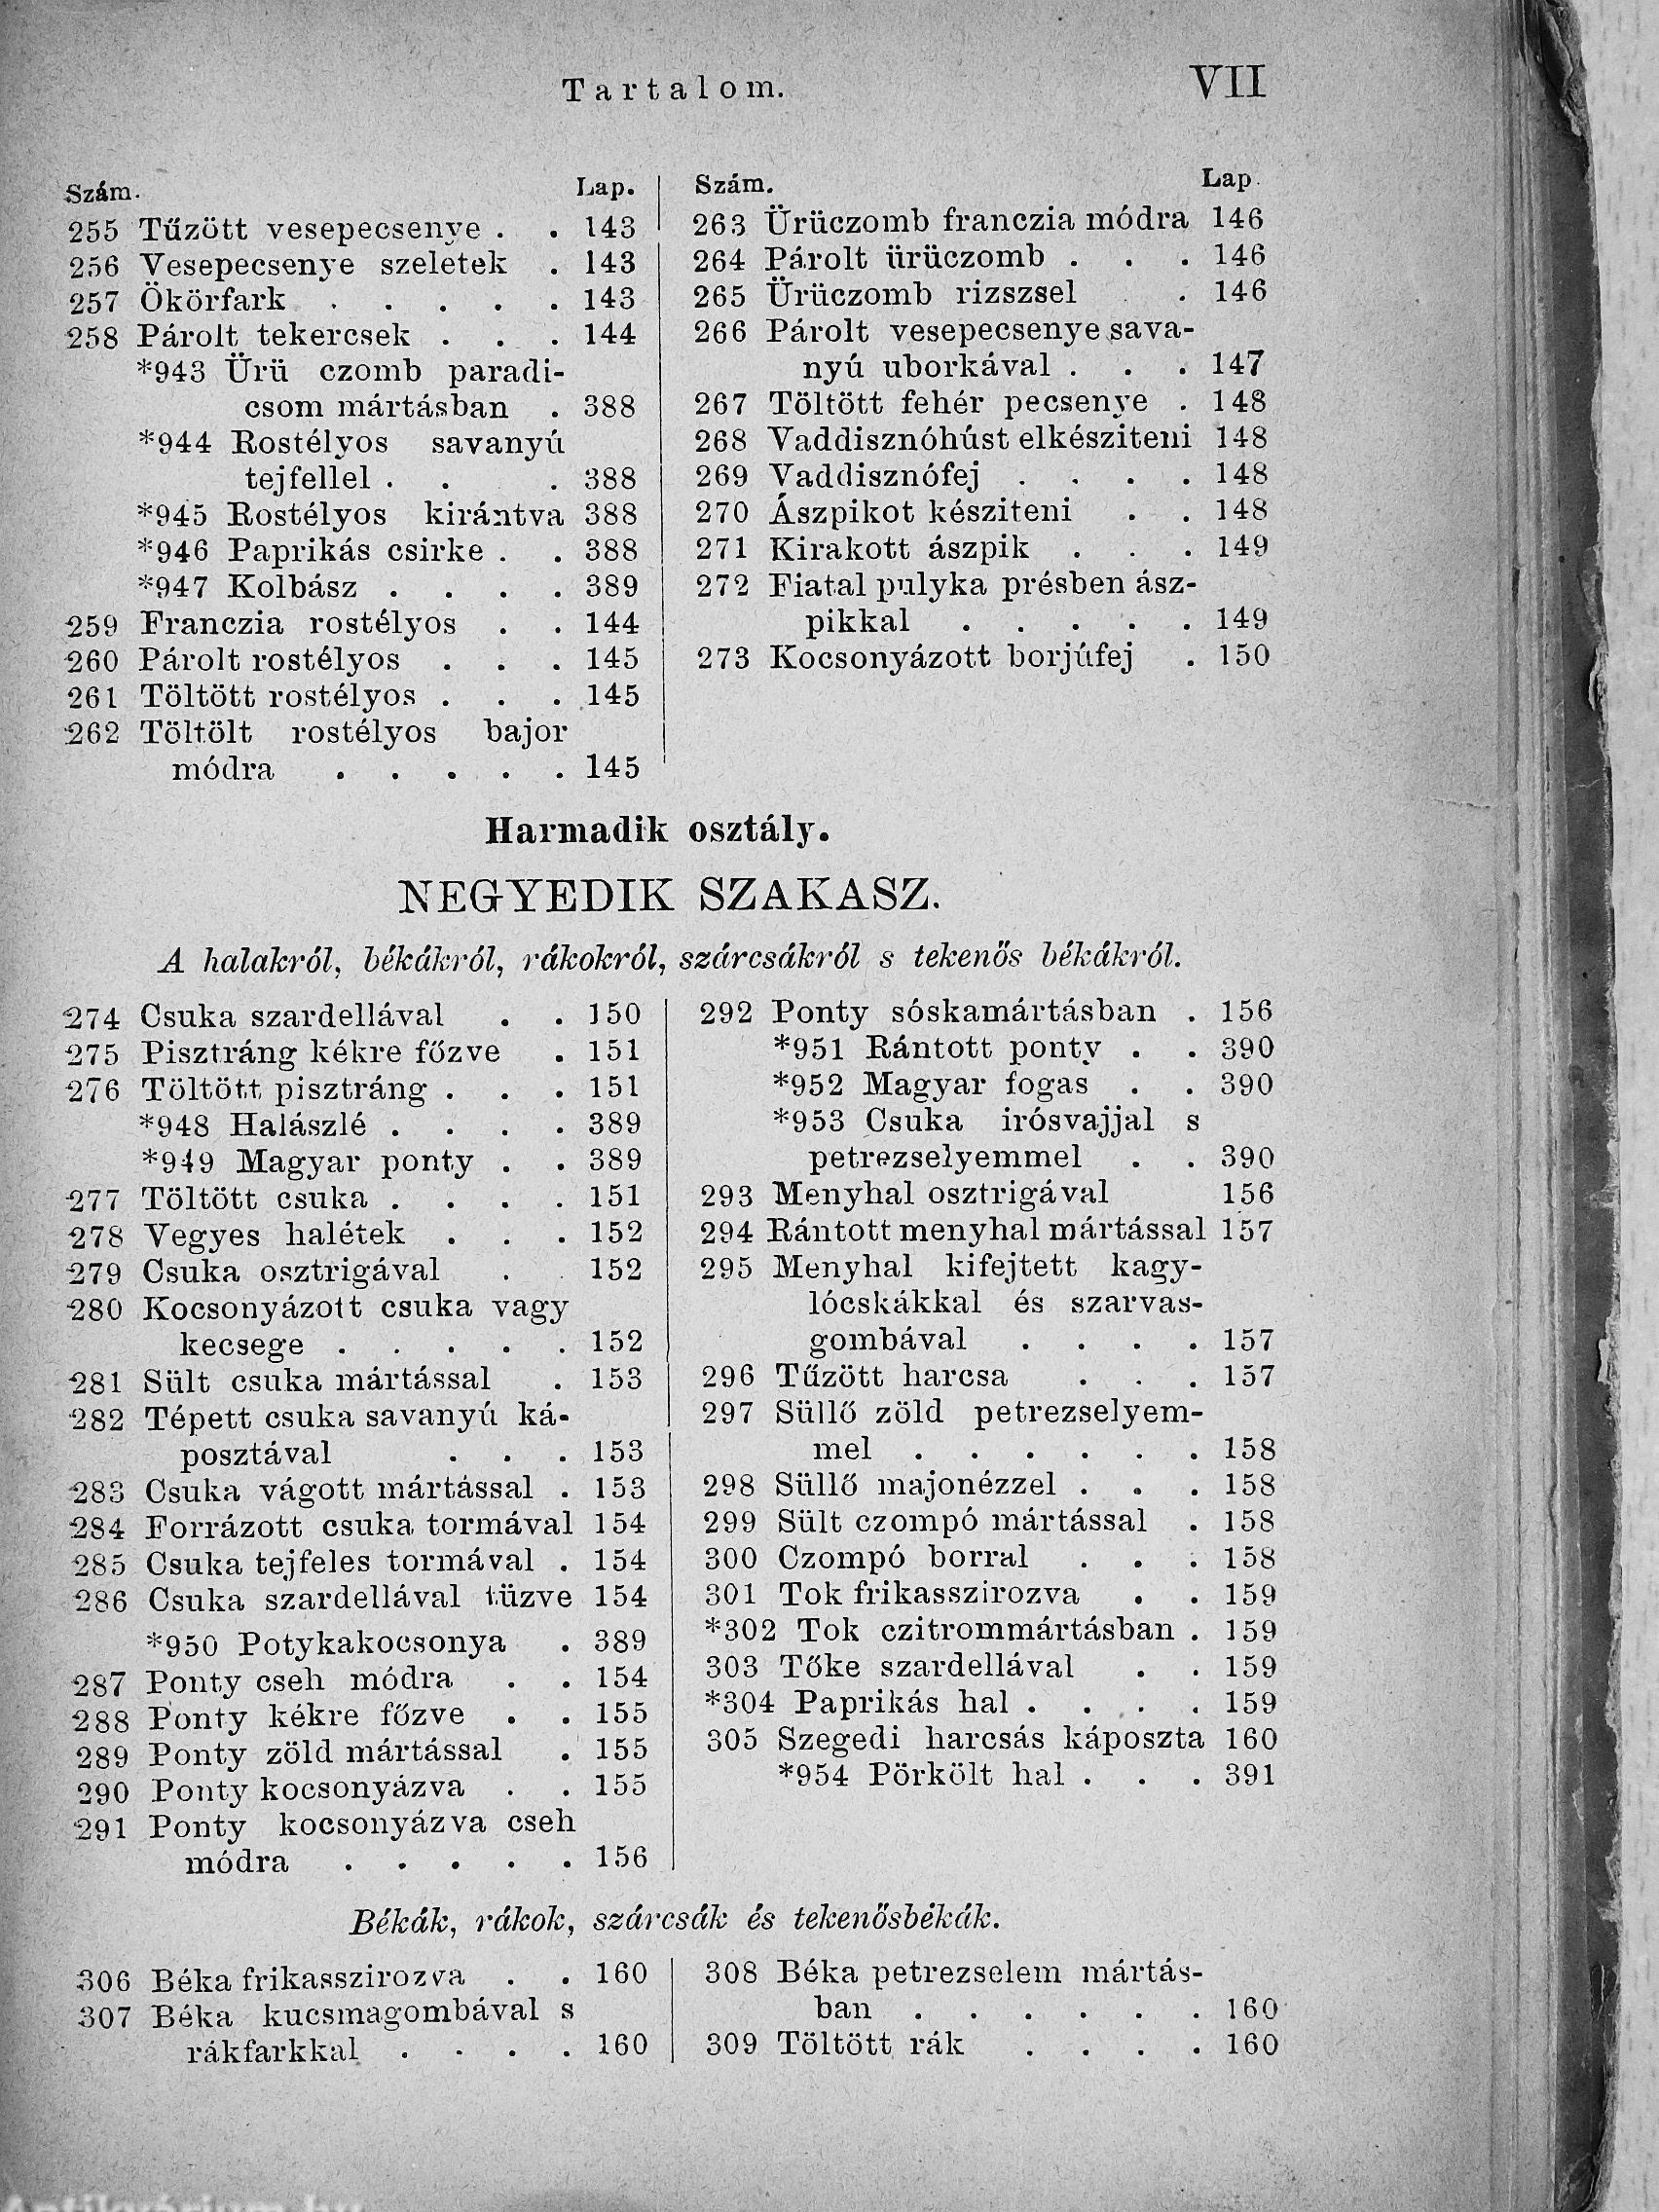 Tartalom. VII
Szám. Lap.
255 Tűzött vesepecsenye . . 143
256 Vesepecsenye szeletek . 143
257 Ökörfark . . . . . 143
258 Párolt tekercsek . . . 144
*943 Ürü czomb paradi-
csom mártásban . 388
*944 Rostélyos savanyú
tejfellel . . . 388
*945 Rostélyos kirántva 388
*946 Paprikás csirke . . 388
*947 Kolbász . . . . 389
259 Franczia rostélyos . . 144
260 Párolt rostélyos . . . 145
261 Töltött rostélyos . . . 145
262 Töltölt rostélyos bajor
módra . . . . . 145
Szám. Lap.
263 Ürüczomb franczia módra 146
264 Párolt ürüczomb . . . 146
265 Ürüczomb rizszsel . . 146
266 Párolt vesepecsenye sava-
nyú uborkával . . . 147
267 Töltött fehér pecsenye . 148
268 Vaddisznóhúst elkésziteni 148
269 Vaddisznófej . . . . 148
270 Ászpikot késziteni . . 148
271 Kirakott ászpik . . . 149
272 Fiatal pulyka présben ász-
pikkal . . . . . 149
273 Kocsonyázott borjúfej . 150
Harmadik osztály.
NEGYEDIK SZAKASZ.
A halakról, békákról, rákokról, szárcsákról s tekenős békákról.
274 Csuka szardellával . . 150
275 Pisztráng kékre főzve . 151
276 Töltött pisztráng . . . 151
*948 Halászlé . . . . 389
*949 Magyar ponty . . 389
277 Töltött csuka . . . . 151
278 Vegyes halétek . . . 152
279 Csuka osztrigával . . 152
280 Kocsonyázott csuka vagy
kecsege . . . . . 152
281 Sült csuka mártással . 153
282 Tépett csuka savanyú ká-
posztával . . . 153
283 Csuka vágott mártással . 153
284 Forrázott csuka tormával 154
285 Csuka tejfeles tormával . 154
286 Csuka szardellával tüzve 154
*950 Potykakocsonya . 389
287 Ponty cseh módra . . 154
288 Ponty kékre főzve . . 155
289 Ponty zöld mártással . 155
290 Ponty kocsonyázva . . 155
291 Ponty kocsonyázva cseh
módra . . . . . 156
292 Ponty sóskamártásban . 156
*951 Rántott ponty . . 390
*952 Magyar fogas . . 390
*953 Csuka irósvajjal s
petrezselyemmel . . 390
293 Menyhal osztrigával 156
294 Rántott menyhal mártással 157
295 Menyhal kifejtett kagy-
lócskákkal és szarvas-
gombával . . . . 157
296 Tűzött harcsa . . . 157
297 Süllő zöld petrezselyem-
mel . . . . . . 158
298 Süllő majonézzel . . . 158
299 Sült czompó mártással . 158
300 Czompó borral . . . 158
301 Tok frikasszirozva . . 159
*302 Tok czitrommártásban . 159
303 Tőke szardellával . . 159
*304 Paprikás hal . . . . 159
305 Szegedi harcsás káposzta 160
*954 Pörkölt hal . . . 391
Békák, rákok, szárcsák és tekenősbékák.
306 Béka frikasszirozva . . 160
307 Béka kucsmagombával s
rákfarkkal . . . . 160
308 Béka petrezselem mártás-
ban . . . . . . 160
309 Töltött rák . . . . 160